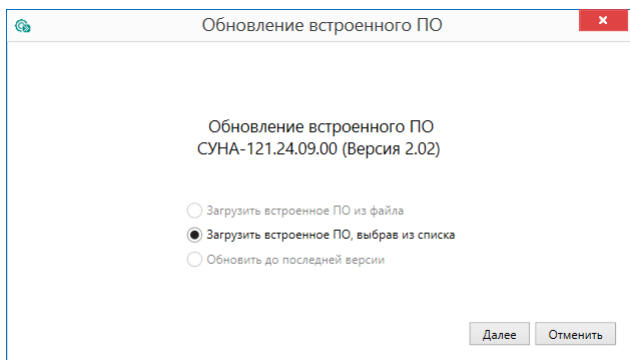 Обновление встроенного ПО
Обновление встроенного ПО
СУНА-121.24.09.00 (Версия 2.02)
Загрузить встроенное ПО из файла
Загрузить встроенное ПО, выбрав из списка
Обновить до последней версии
Далее Отменить